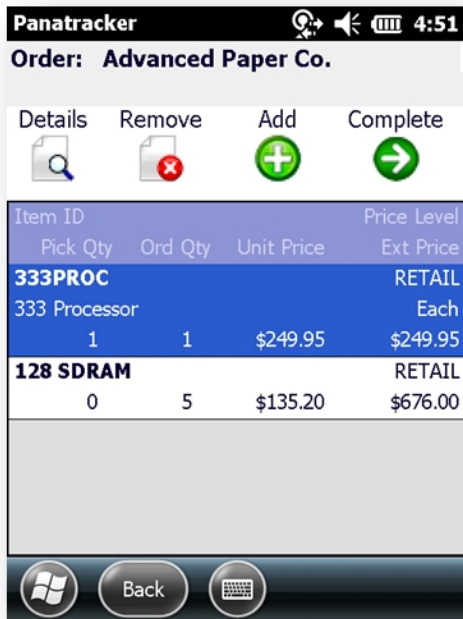 Panatracker 4:51
Order: Advanced Paper Co.
Details Remove Add Complete
Item ID Price Level
Pick Qty Ord Qty Unit Price Ext Price
333PROC RETAIL
333 Processor Each
1 1 $249.95 $249.95
128 SDRAM RETAIL
0 5 $135.20 $676.00
Back